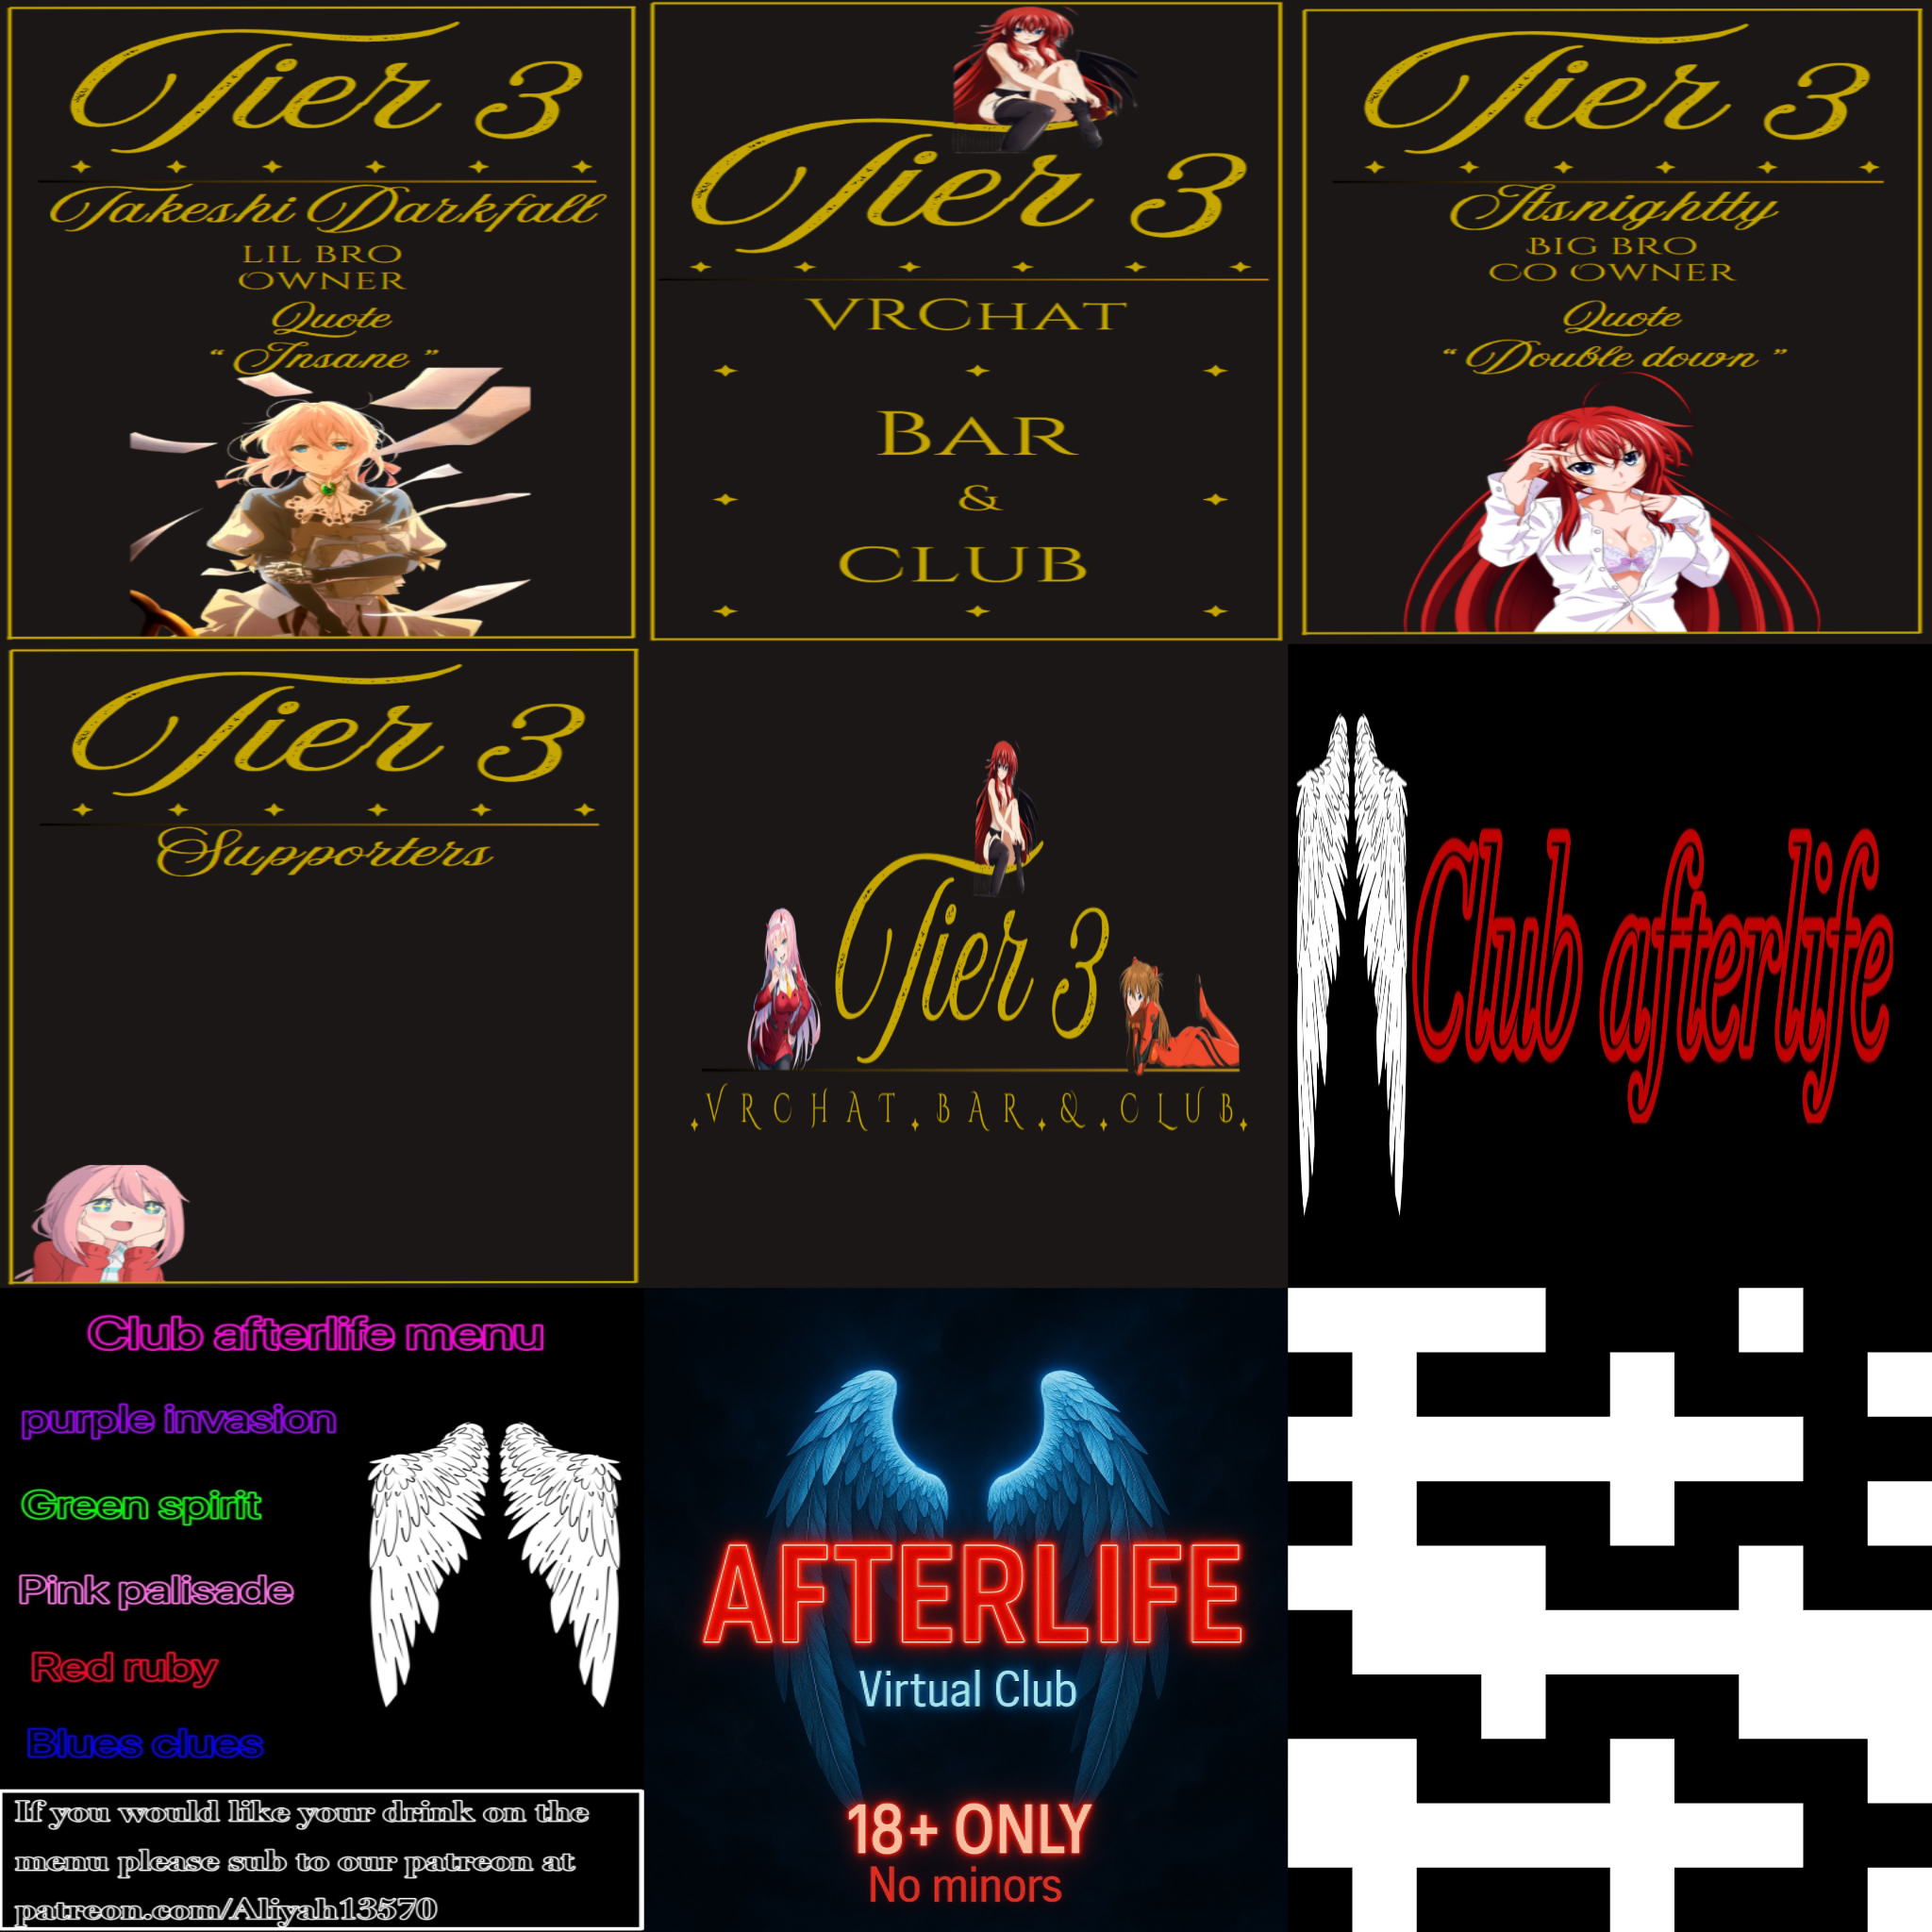 Tier 3
Takeshi Darkfall
LIL BRO
OWNER
Quote
“ Insane ”
Tier 3
VRCHAT
BAR
&
CLUB
Tier 3
Itsnightty
BIG BRO
CO OWNER
Quote
“ Double down ”
Tier 3
Supporters
Tier 3
VRCHAT BAR & CLUB
Club afterlife
Club afterlife menu
purple invasion
Green spirit
Pink palisade
Red ruby
Blues clues
If you would like your drink on the
menu please sub to our patreon at
patreon.com/Aliyah13570
AFTERLIFE
Virtual Club
18+ ONLY
No minors